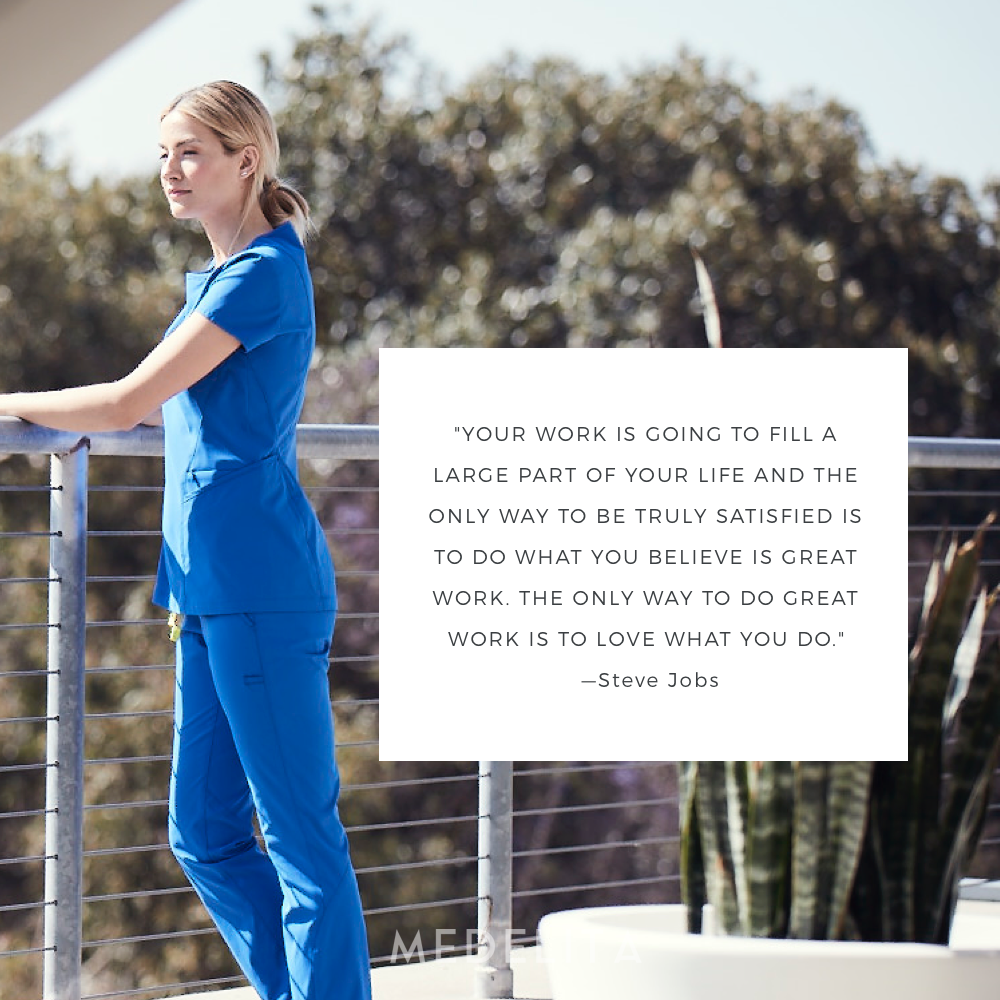 "YOUR WORK IS GOING TO FILL A
LARGE PART OF YOUR LIFE AND THE
ONLY WAY TO BE TRULY SATISFIED IS
TO DO WHAT YOU BELIEVE IS GREAT
WORK. THE ONLY WAY TO DO GREAT
WORK IS TO LOVE WHAT YOU DO."
—Steve Jobs
MEDELITA